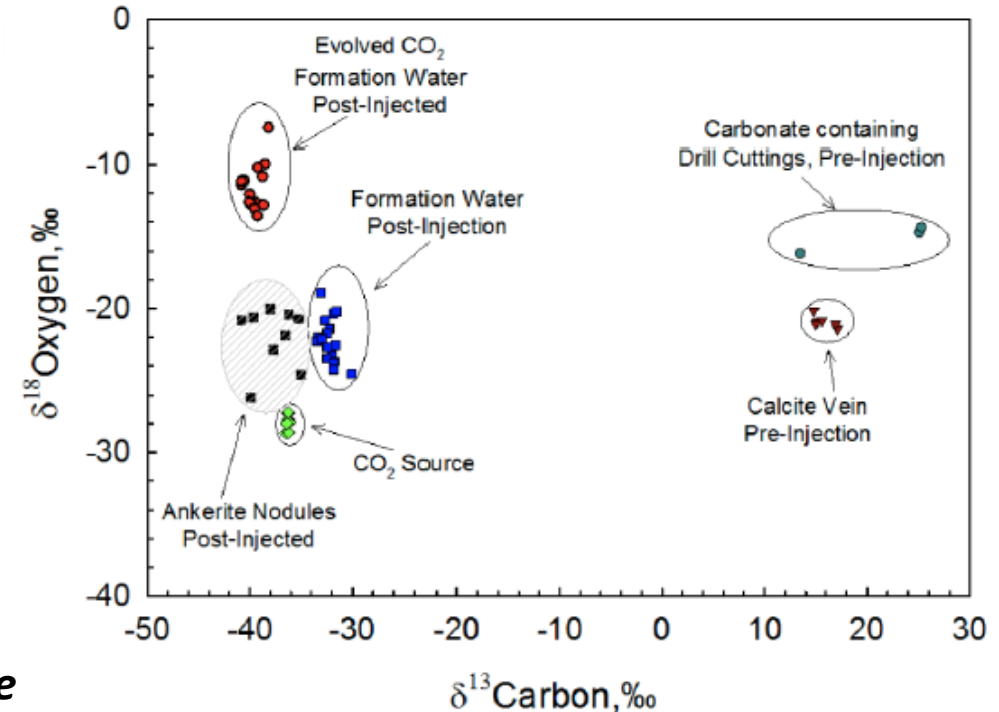 0
-10
-20
-30
-40
δ18Oxygen,‰
Evolved CO2
Formation Water
Post-Injected
Formation Water
Post-Injection
Carbonate containing
Drill Cuttings, Pre-Injection
Calcite Vein
Pre-Injection
CO2 Source
Ankerite Nodules
Post-Injected
-50 -40 -30 -20 -10 0 10 20 30
δ13Carbon,‰
e